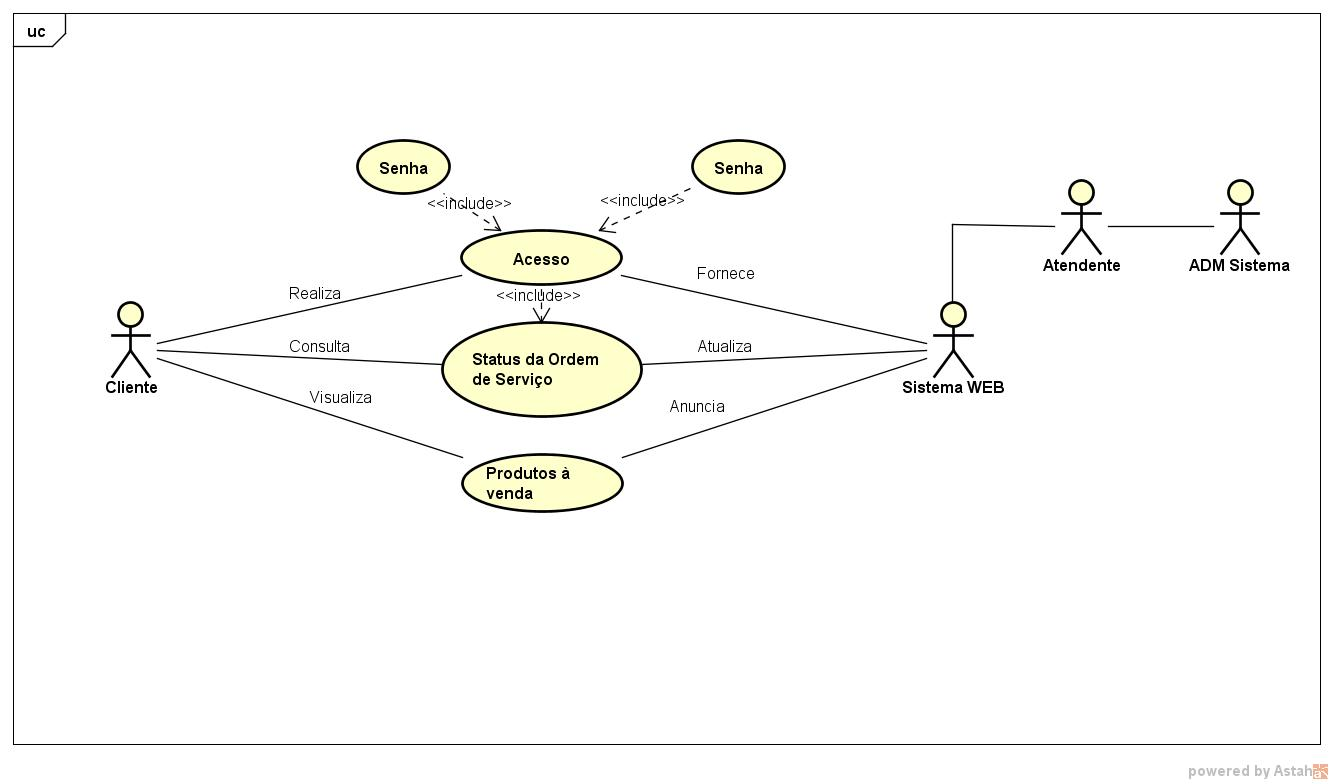 uc
Senha
Senha
<<include>>
<<include>>
Acesso
Atendente
ADM Sistema
Realiza
Fornece
<<include>>
Consulta
Status da Ordem
de Serviço
Atualiza
Cliente
Sistema WEB
Visualiza
Anuncia
Produtos à
venda
powered by Astah